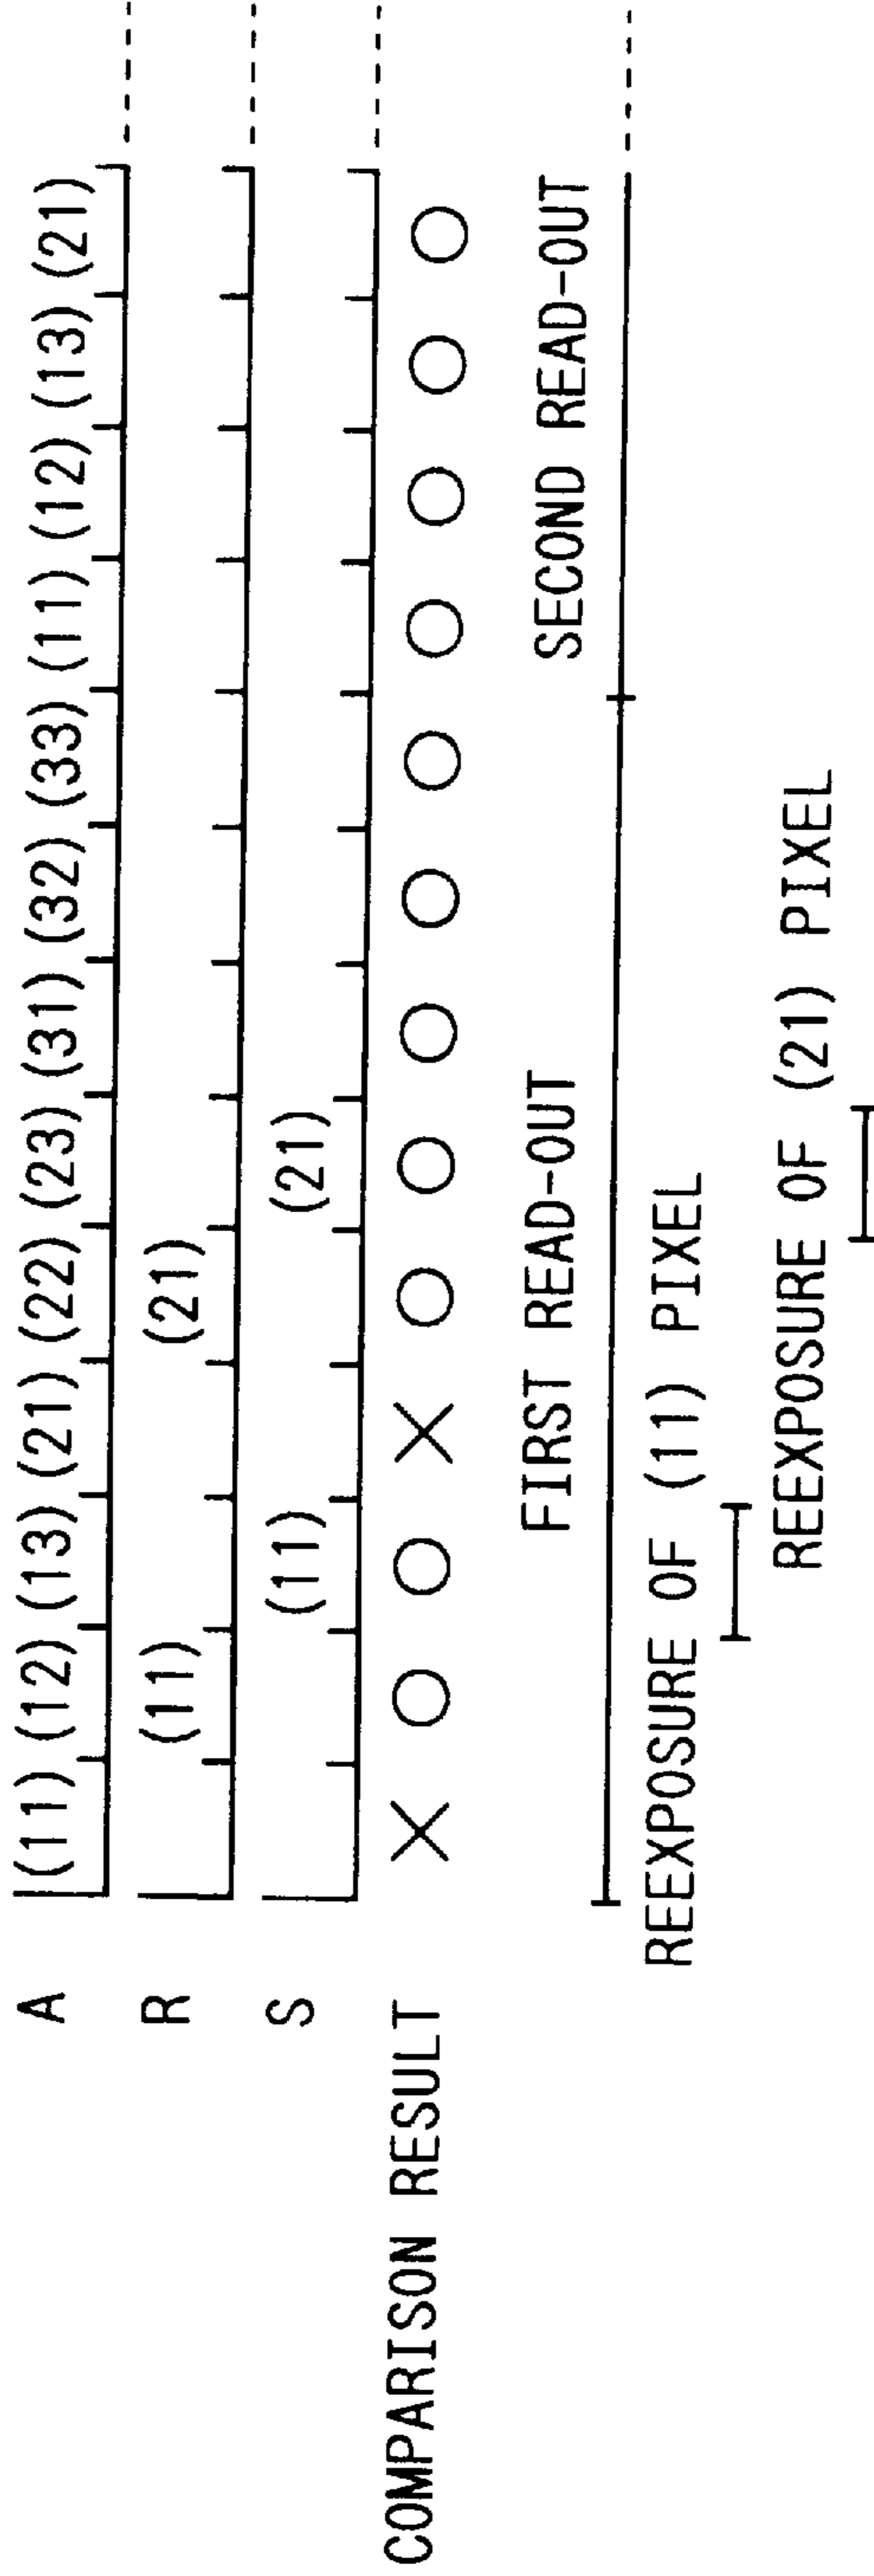 A (11) (12) (13) (21) (22) (23) (31) (32) (33) (11) (12) (13) (21)
R (11) (21)
S (11) (21)
COMPARISON RESULT X O O X O O O O O O O O O
FIRST READ-OUT SECOND READ-OUT
REEXPOSURE OF (11) PIXEL
REEXPOSURE OF (21) PIXEL